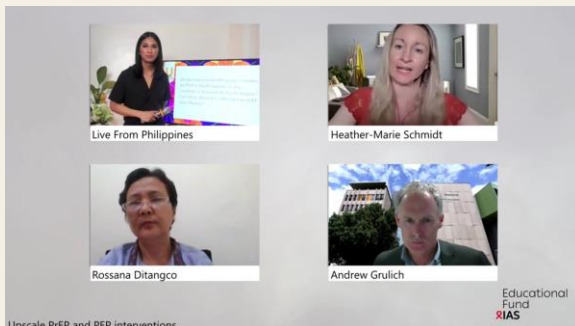 Live From Philippines
Heather-Marie Schmidt
Rossana Ditangco
Andrew Grulich
Educational
Fund
IAS
Upscale PrEP and PEP interventions